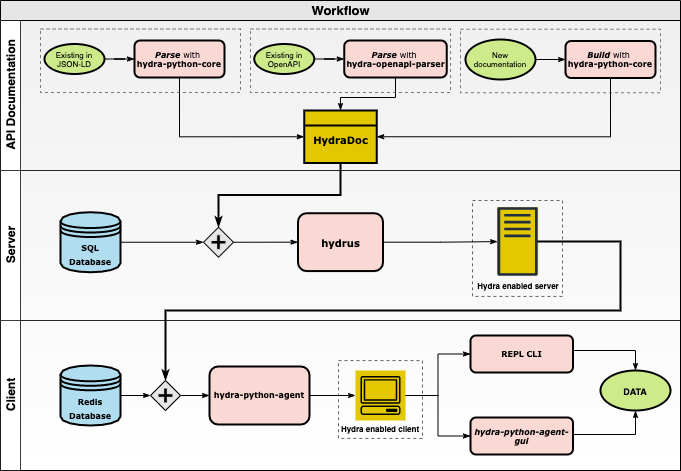 Workflow
API Documentation
Existing in
JSON-LD
Parse with
hydra-python-core
Existing in
OpenAPI
Parse with
hydra-openapi-parser
New
documentation
Build with
hydra-python-core
HydraDoc
Server
SQL
Database
hydrus
Hydra enabled server
Client
Redis
Database
hydra-python-agent
Hydra enabled client
REPL CLI
hydra-python-agent-
gui
DATA